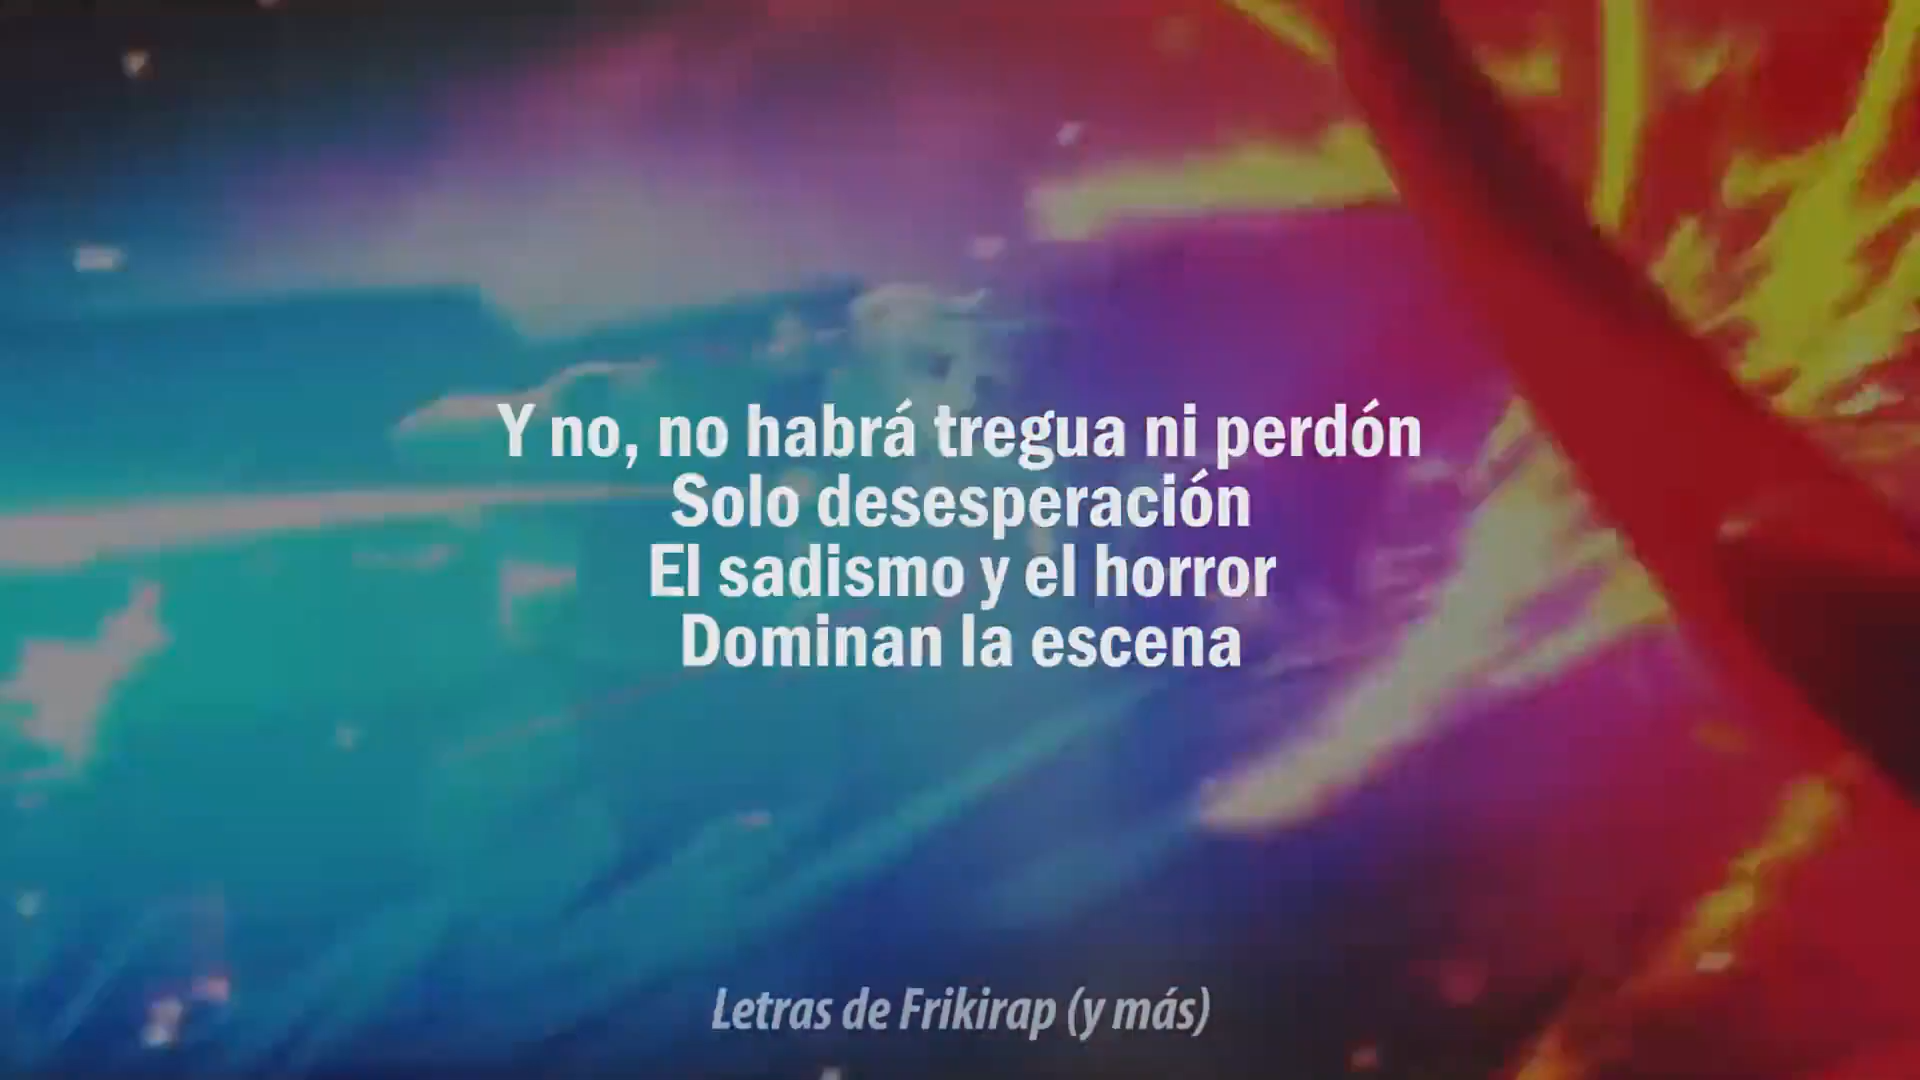 Y no, no habrá tregua ni perdón
Solo desesperación
El sadismo y el horror
Dominan la escena
Letras de Frikirap (y más)